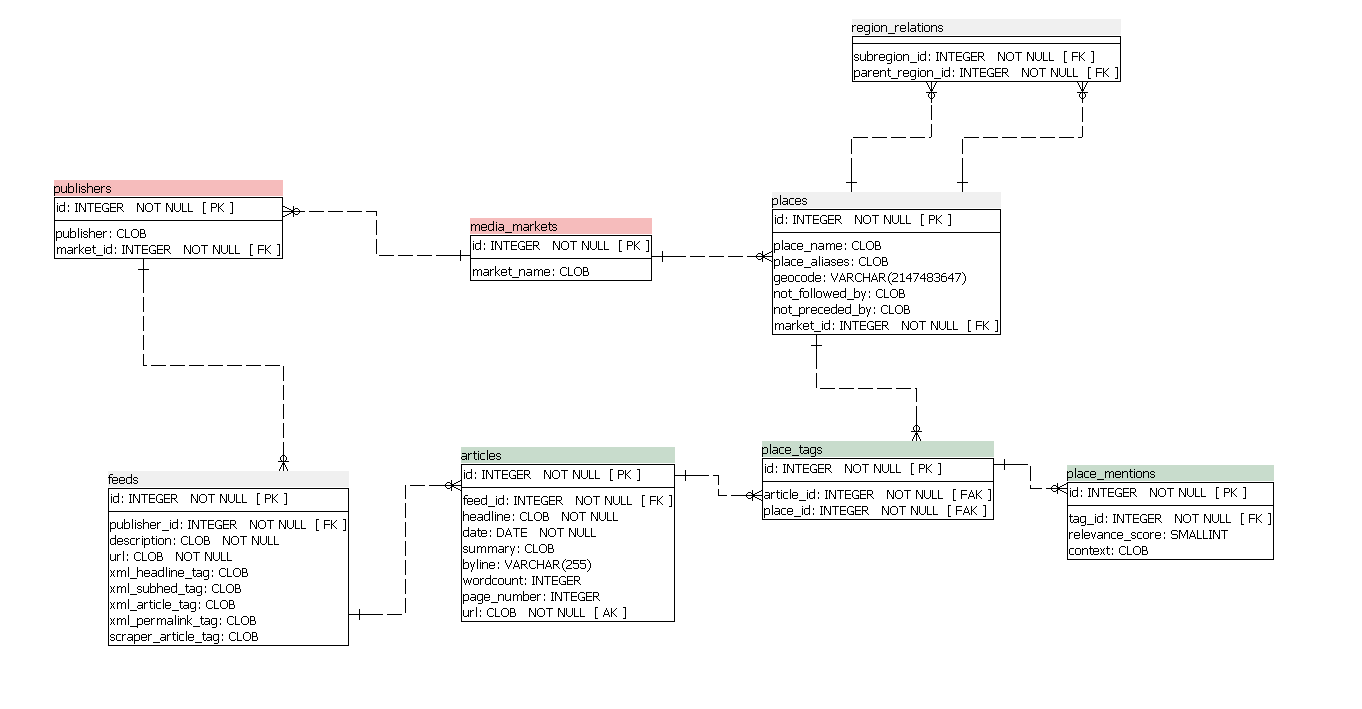 region_relations
subregion_id: INTEGER NOT NULL [ FK ]
parent_region_id: INTEGER NOT NULL [ FK ]
publishers
id: INTEGER NOT NULL [ PK ]
publisher: CLOB
market_id: INTEGER NOT NULL [ FK ]
media_markets
id: INTEGER NOT NULL [ PK ]
market_name: CLOB
places
id: INTEGER NOT NULL [ PK ]
place_name: CLOB
place_aliases: CLOB
geocode: VARCHAR(2147483647)
not_followed_by: CLOB
not_preceded_by: CLOB
market_id: INTEGER NOT NULL [ FK ]
feeds
id: INTEGER NOT NULL [ PK ]
publisher_id: INTEGER NOT NULL [ FK ]
description: CLOB NOT NULL
url: CLOB NOT NULL
xml_headline_tag: CLOB
xml_subhed_tag: CLOB
xml_article_tag: CLOB
xml_permalink_tag: CLOB
scraper_article_tag: CLOB
articles
id: INTEGER NOT NULL [ PK ]
feed_id: INTEGER NOT NULL [ FK ]
headline: CLOB NOT NULL
date: DATE NOT NULL
summary: CLOB
byline: VARCHAR(255)
wordcount: INTEGER
page_number: INTEGER
url: CLOB NOT NULL [ AK ]
place_tags
id: INTEGER NOT NULL [ PK ]
article_id: INTEGER NOT NULL [ FAK ]
place_id: INTEGER NOT NULL [ FAK ]
place_mentions
id: INTEGER NOT NULL [ PK ]
tag_id: INTEGER NOT NULL [ FK ]
relevance_score: SMALLINT
context: CLOB